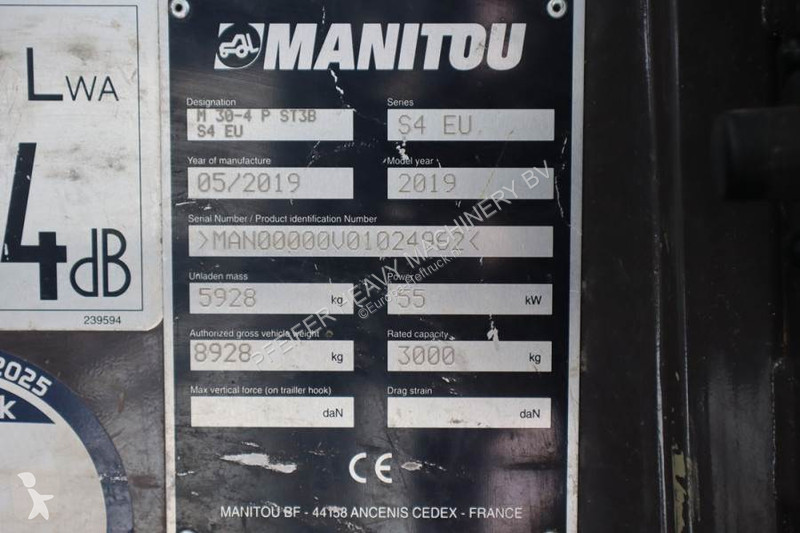 LWA
4dB
239594
2025
k
MANITOU
Designation
M 30-4 P ST3B
S4 EU
Series
S4 EU
Year of manufacture
05/2019
Model year
2019
Serial Number / Product identification Number
>MAN00000V01024962<
Unladen mass
5928 kg
Power
55 kW
Authorized gross vehicle weight
8928 kg
Rated capacity
3000 kg
Max vertical force (on trailler hook)
daN
Drag strain
daN
CE
MANITOU BF - 44158 ANCENIS CEDEX - FRANCE
PFEIFER HEAVY MACHINERY BV